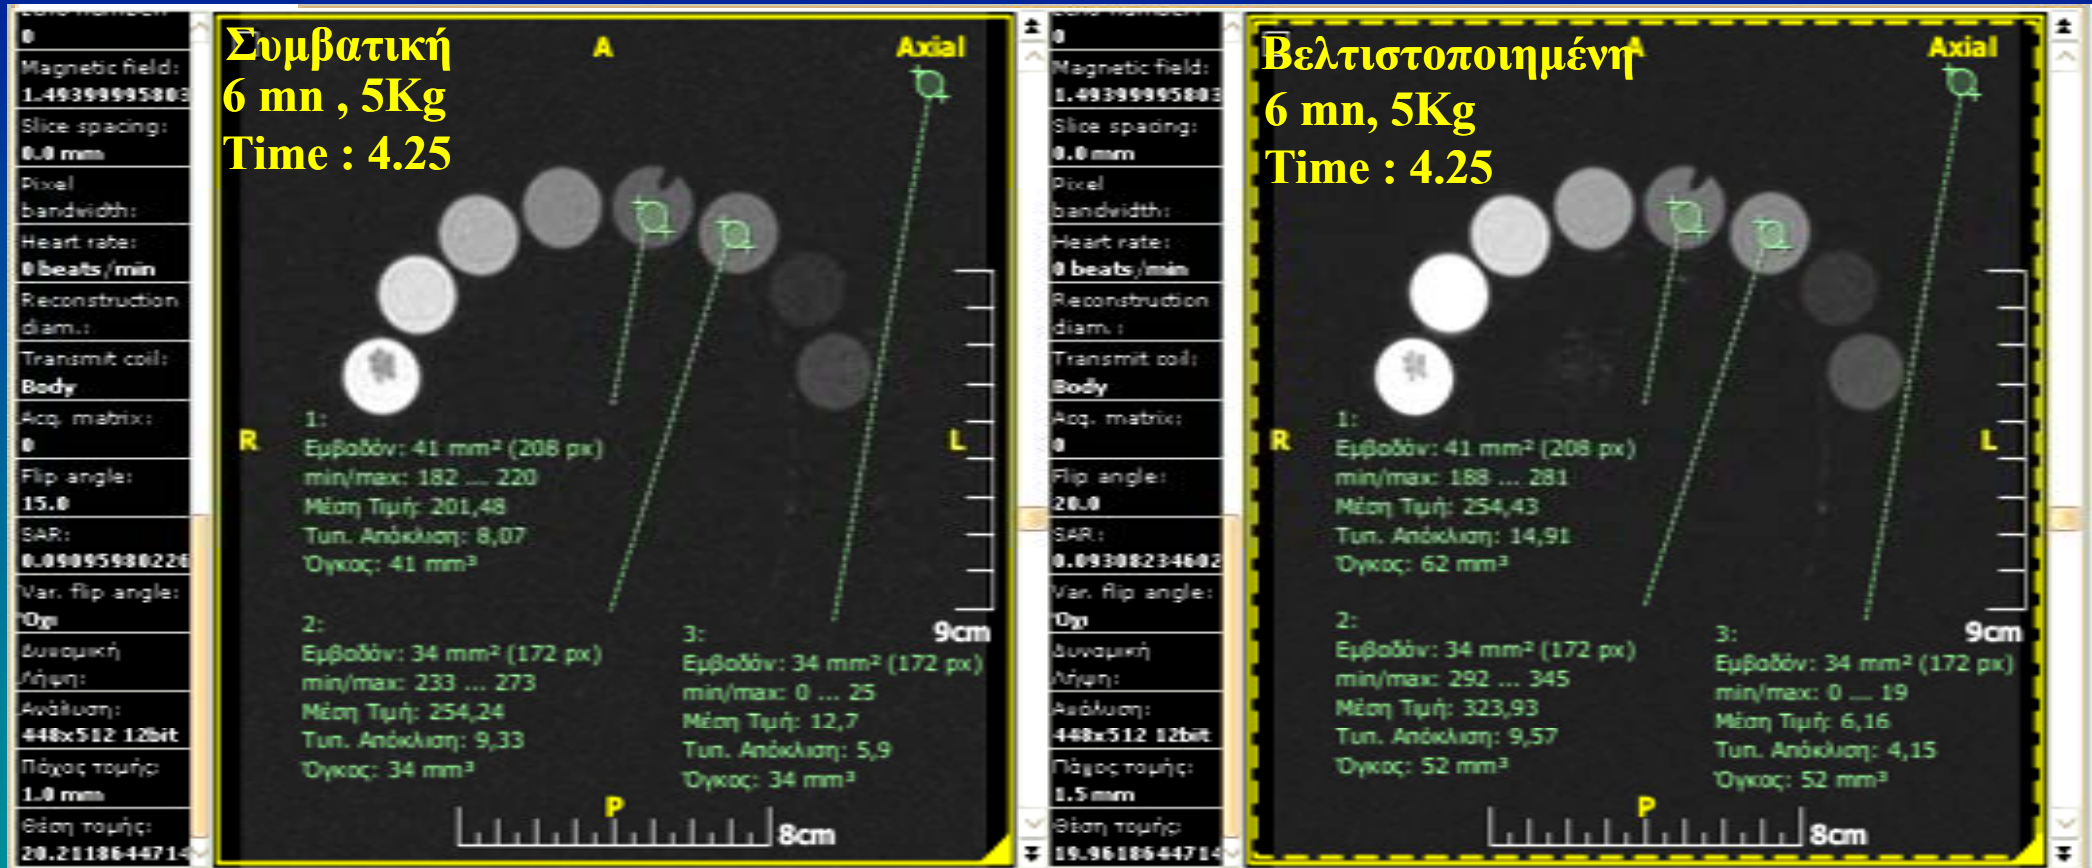 0
Magnetic field:
1.49399995803
Slice spacing:
0.0 mm
Pixel
bandwidth:
Heart rate:
0 beats/min
Reconstruction
diam.:
Transmit coil:
Body
Acq. matrix:
0
Flip angle:
15.0
SAR:
0.09095980226
Var. flip angle:
Όχι
Δυναμική
Λήψη:
Ανάλυση:
448x512 12bit
Πάχος τομής:
1.0 mm
Θέση τομής:
20.2118644714
Συμβατική
6 mn , 5Kg
Time : 4.25
A
Axial
R
L
1:
Εμβαδόν: 41 mm² (208 px)
min/max: 182 ... 220
Μέση Τιμή: 201,48
Τυπ. Απόκλιση: 8,07
Όγκος: 41 mm³
2:
Εμβαδόν: 34 mm² (172 px)
min/max: 233 ... 273
Μέση Τιμή: 254,24
Τυπ. Απόκλιση: 9,33
Όγκος: 34 mm³
3:
Εμβαδόν: 34 mm² (172 px)
min/max: 0 ... 25
Μέση Τιμή: 12,7
Τυπ. Απόκλιση: 5,9
Όγκος: 34 mm³
9cm
P
8cm
0
Magnetic field:
1.49399995803
Slice spacing:
0.0 mm
Pixel
bandwidth:
Heart rate:
0 beats/min
Reconstruction
diam.:
Transmit coil:
Body
Acq. matrix:
0
Flip angle:
20.0
SAR:
0.09308234602
Var. flip angle:
Όχι
Δυναμική
Λήψη:
Ανάλυση:
448x512 12bit
Πάχος τομής:
1.5 mm
Θέση τομής:
19.9618644714
Βελτιστοποιημένη
6 mn, 5Kg
Time : 4.25
A
Axial
R
L
1:
Εμβαδόν: 41 mm² (208 px)
min/max: 188 ... 281
Μέση Τιμή: 254,43
Τυπ. Απόκλιση: 14,91
Όγκος: 62 mm³
2:
Εμβαδόν: 34 mm² (172 px)
min/max: 292 ... 345
Μέση Τιμή: 323,93
Τυπ. Απόκλιση: 9,57
Όγκος: 52 mm³
3:
Εμβαδόν: 34 mm² (172 px)
min/max: 0 ... 19
Μέση Τιμή: 6,16
Τυπ. Απόκλιση: 4,15
Όγκος: 52 mm³
9cm
P
8cm